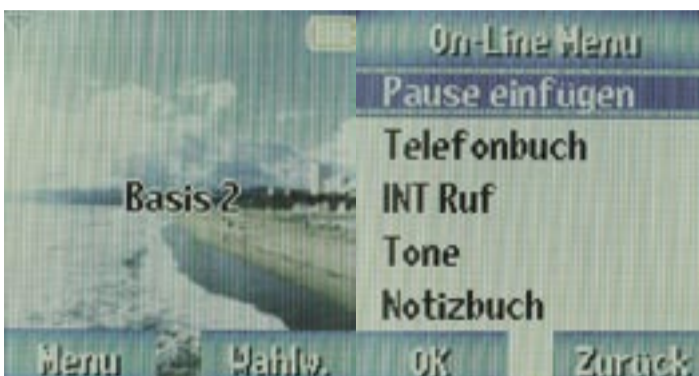 Basis 2
Menu Wahlw.
On-Line Menu
Pause einfügen
Telefonbuch
INT Ruf
Tone
Notizbuch
OK Zurück